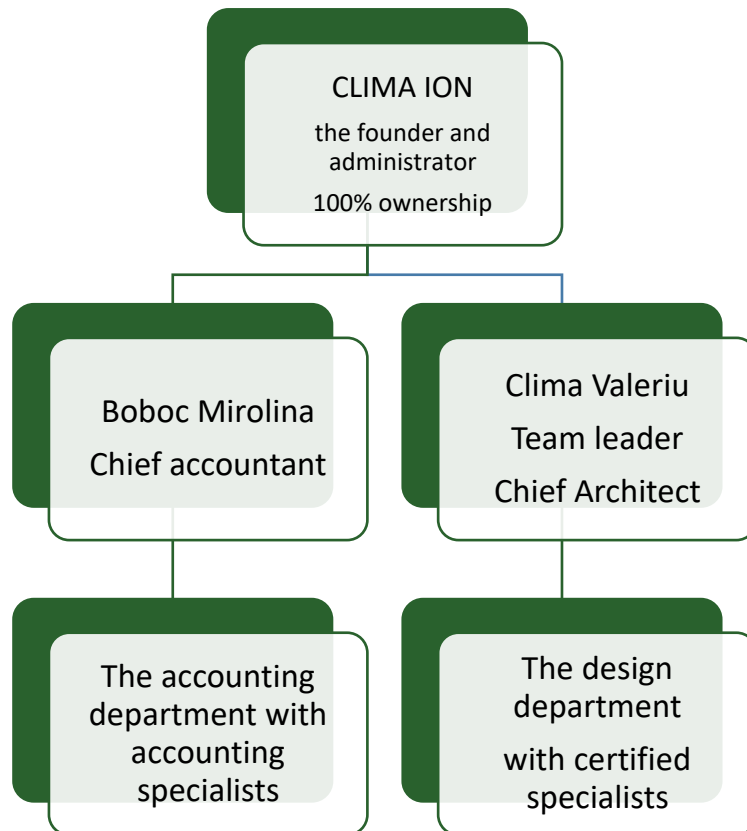 CLIMA ION
the founder and
administrator
100% ownership
Boboc Mirolina
Chief accountant
Clima Valeriu
Team leader
Chief Architect
The accounting
department with
accounting
specialists
The design
department
with certified
specialists